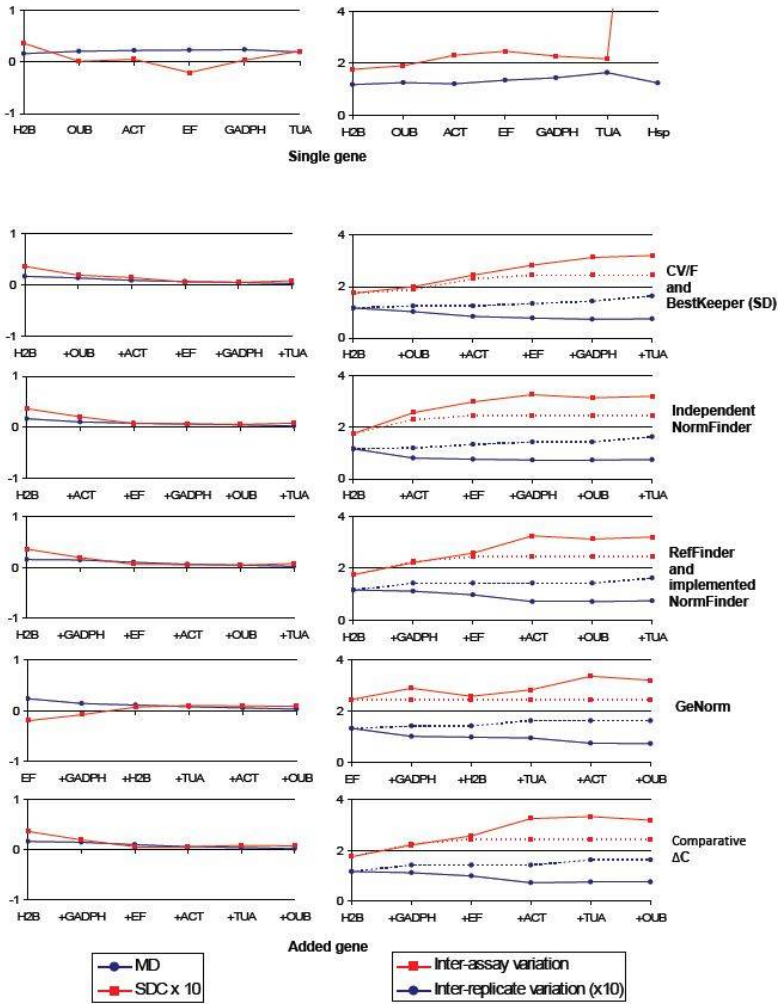 1
0
-1
H2B OUB ACT EF GADPH TUA
4
2
0
H2B OUB ACT EF GADPH TUA Hsp
Single gene
1
0
-1
H2B +OUB +ACT +EF +GADPH +TUA
4
2
0
H2B +OUB +ACT +EF +GADPH +TUA
CV/F
and
BestKeeper (SD)
1
0
-1
H2B +ACT +EF +GADPH +OUB +TUA
4
2
0
H2B +ACT +EF +GADPH +OUB +TUA
Independent
NormFinder
1
0
-1
H2B +GADPH +EF +ACT +OUB +TUA
4
2
0
H2B +GADPH +EF +ACT +OUB +TUA
RefFinder
and
implemented
NormFinder
1
0
-1
EF +GADPH +H2B +TUA +ACT +OUB
4
2
0
EF +GADPH +H2B +TUA +ACT +OUB
GeNorm
1
0
-1
H2B +GADPH +EF +ACT +TUA +OUB
4
2
0
H2B +GADPH +EF +ACT +TUA +OUB
Comparative
ΔC
Added gene
MD
SDC x 10
Inter-assay variation
Inter-replicate variation (x10)